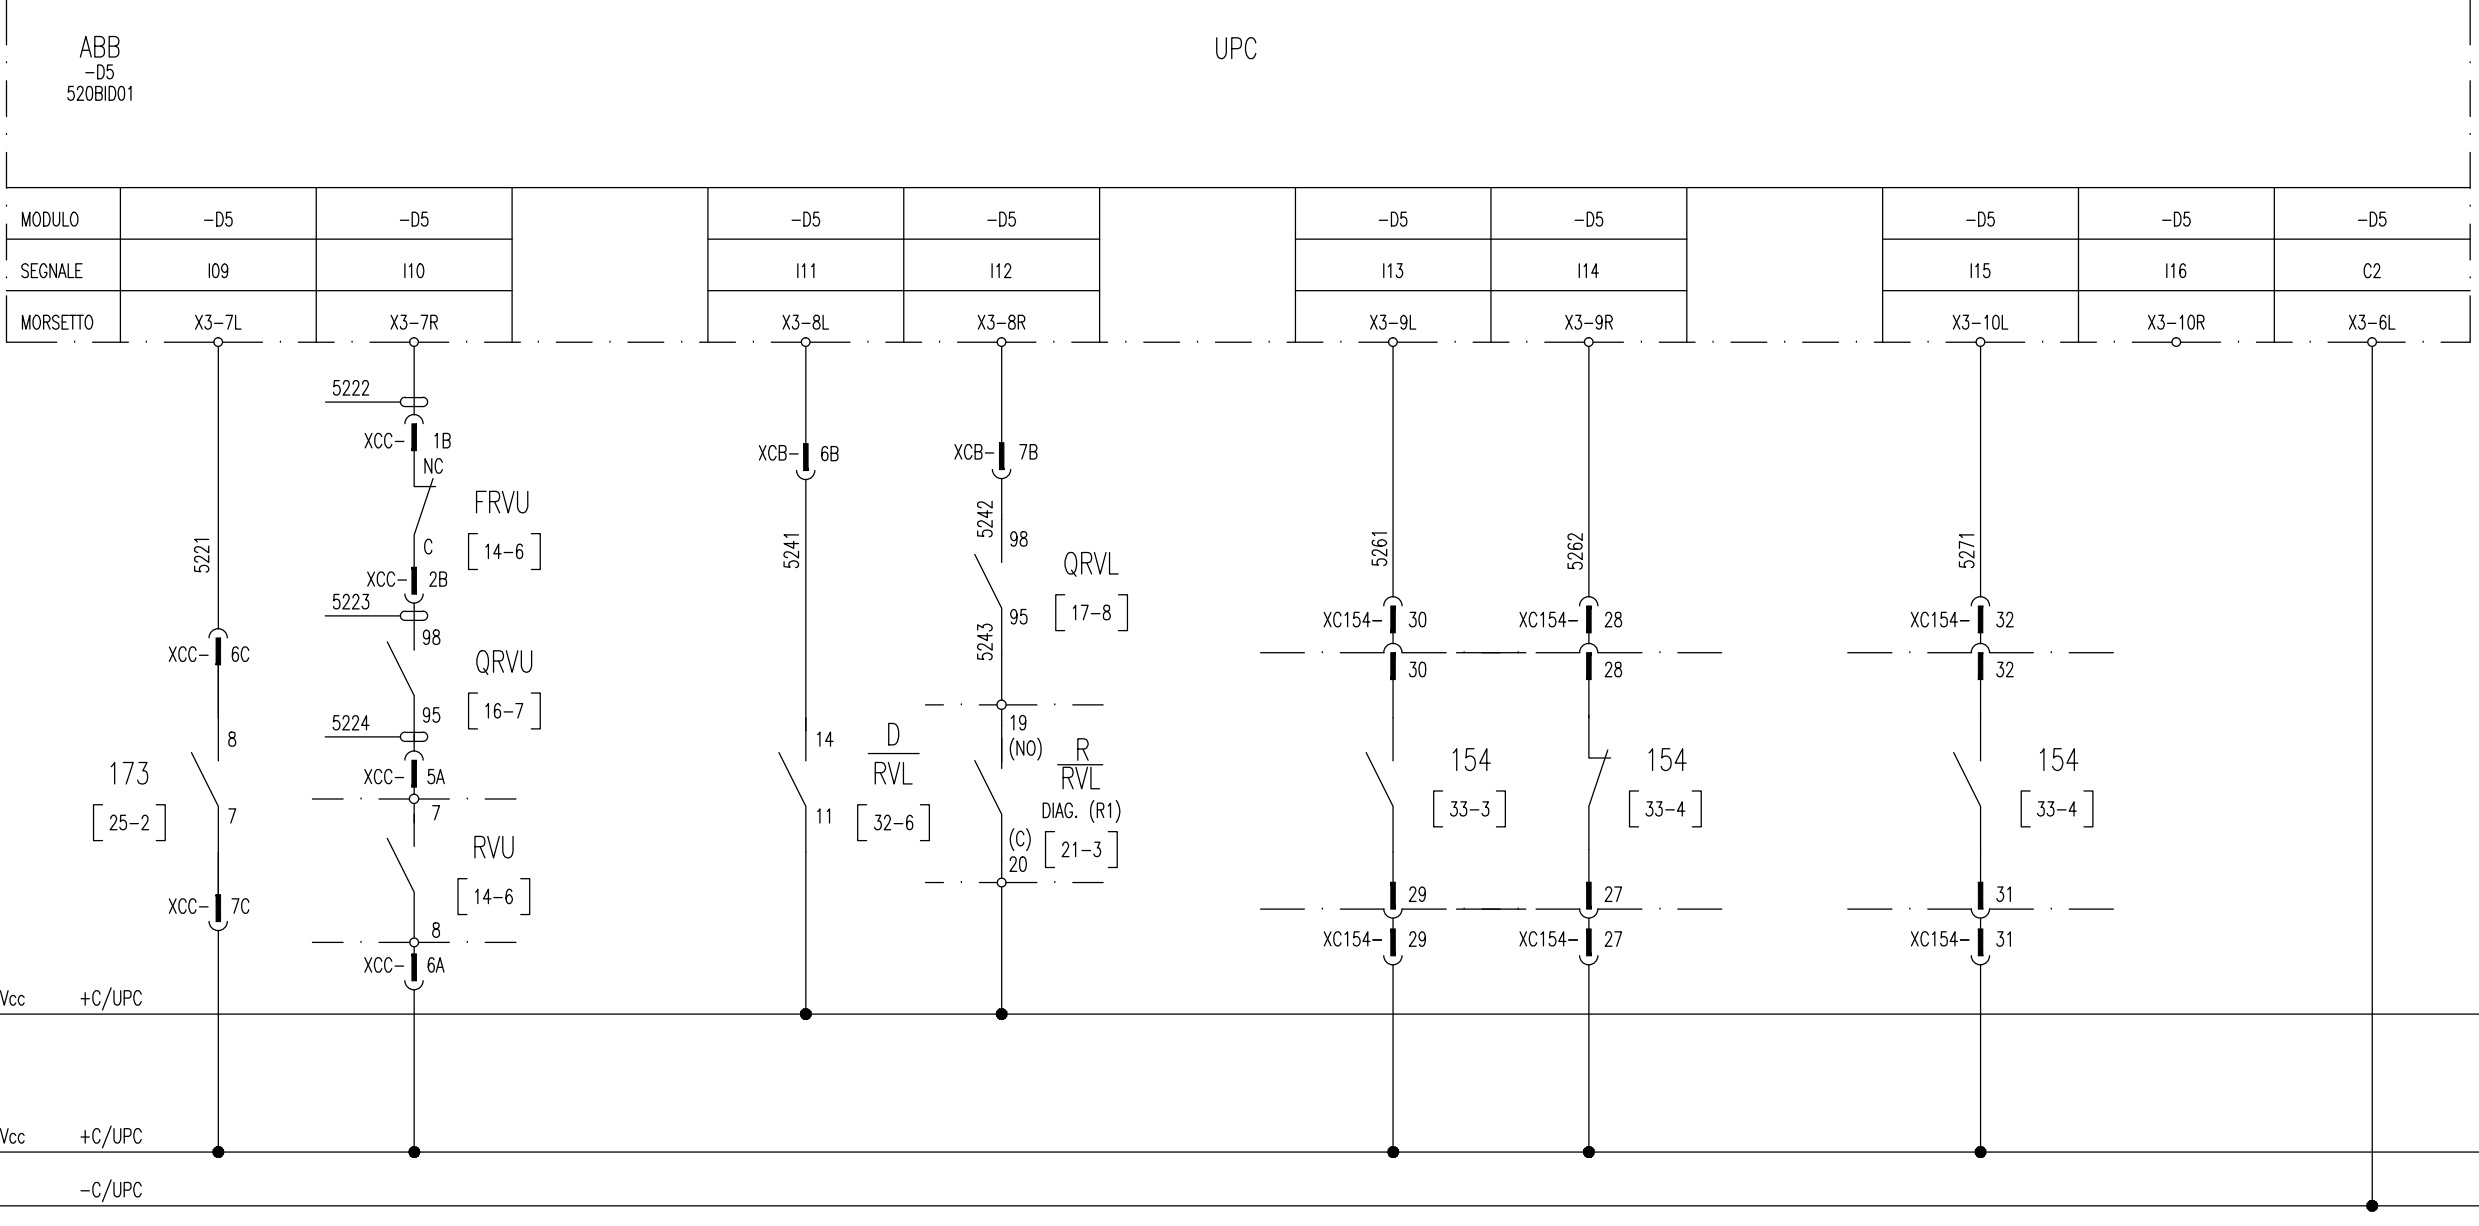 ABB
-D5
520BID01
UPC
MODULO -D5 -D5 -D5 -D5 -D5 -D5 -D5 -D5 -D5
SEGNALE I09 I10 I11 I12 I13 I14 I15 I16 C2
MORSETTO X3-7L X3-7R X3-8L X3-8R X3-9L X3-9R X3-10L X3-10R X3-6L
5221
XCC- 6C
8
173
[25-2]
7
XCC- 7C
5222
XCC- 1B
NC
FRVU
[14-6]
C
XCC- 2B
5223
98
QRVU
[16-7]
95
5224
XCC- 5A
7
RVU
[14-6]
8
XCC- 6A
XCB- 6B
5241
14
D
RVL
[32-6]
11
XCB- 7B
5242
98
QRVL
[17-8]
95
5243
19
(NO)
R
RVL
DIAG. (R1)
[21-3]
(C)
20
5261
XC154- 30
30
154
[33-3]
29
XC154- 29
5262
XC154- 28
28
154
[33-4]
27
XC154- 27
5271
XC154- 32
32
154
[33-4]
31
XC154- 31
Vcc +C/UPC
Vcc +C/UPC
-C/UPC